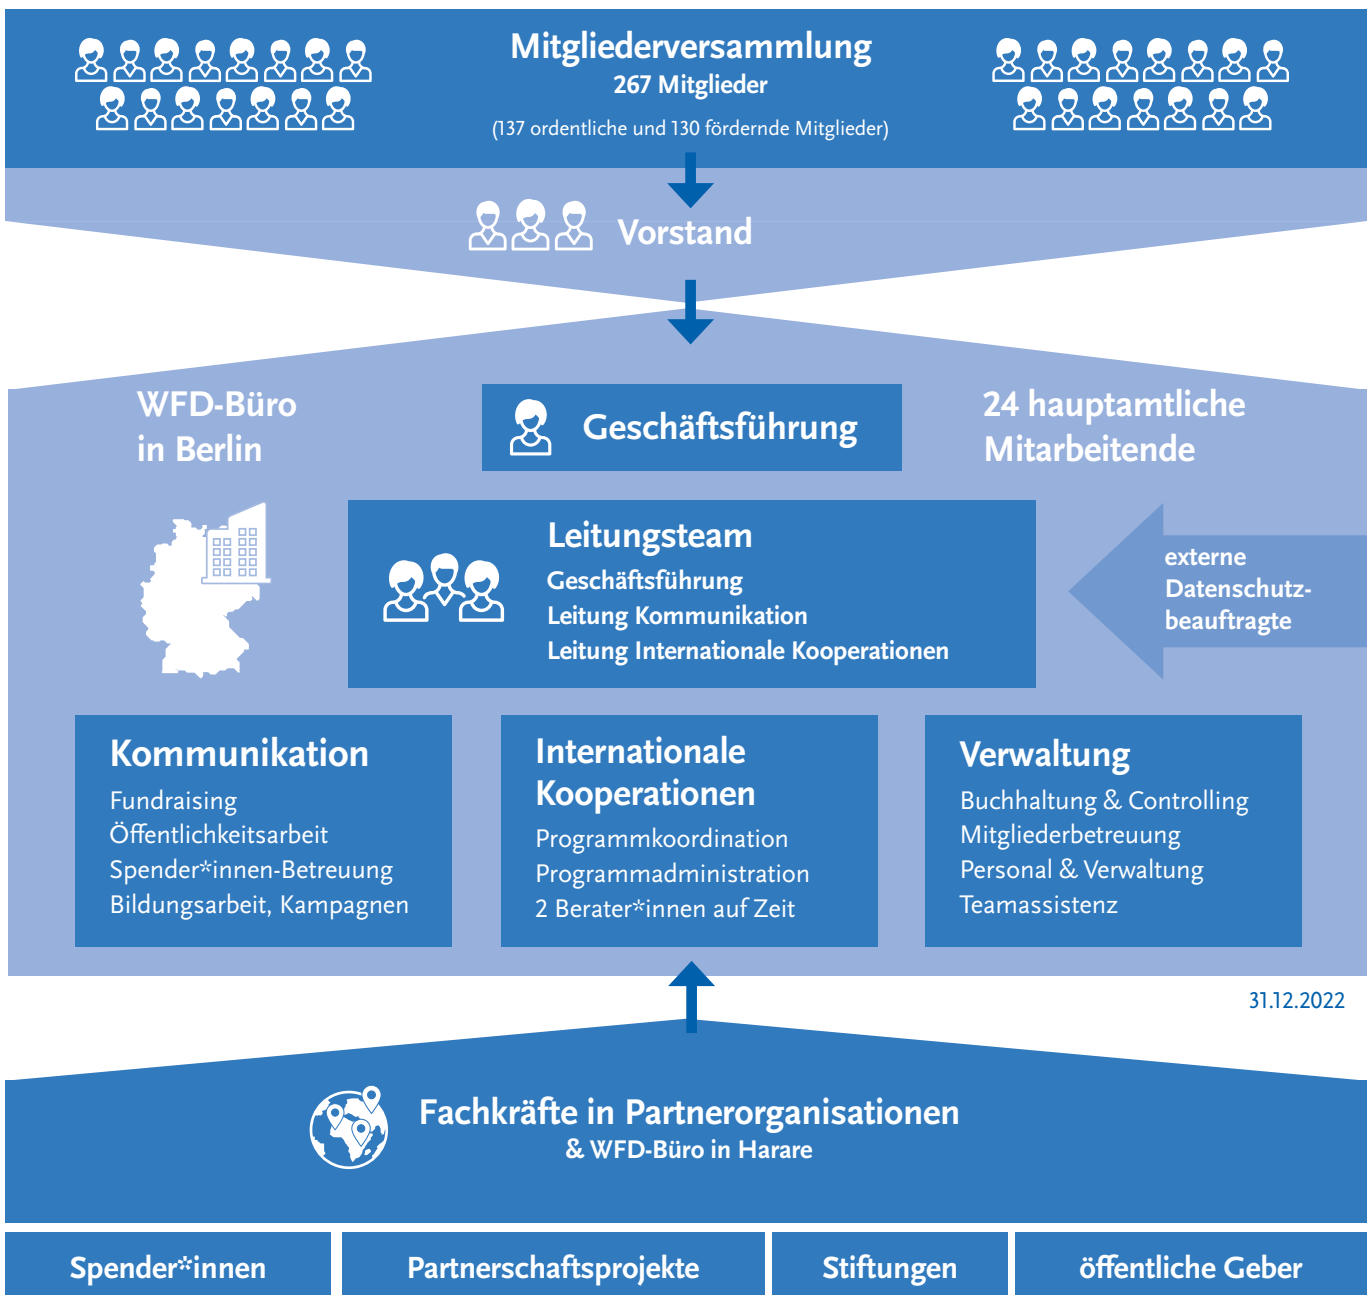 Mitgliederversammlung
267 Mitglieder
(137 ordentliche und 130 fördernde Mitglieder)
Vorstand
WFD-Büro
in Berlin
Geschäftsführung
24 hauptamtliche
Mitarbeitende
Leitungsteam
Geschäftsführung
Leitung Kommunikation
Leitung Internationale Kooperationen
externe
Datenschutz-
beauftragte
Kommunikation
Fundraising
Öffentlichkeitsarbeit
Spender*innen-Betreuung
Bildungsarbeit, Kampagnen
Internationale
Kooperationen
Programmkoordination
Programmadministration
2 Berater*innen auf Zeit
Verwaltung
Buchhaltung & Controlling
Mitgliederbetreuung
Personal & Verwaltung
Teamassistenz
31.12.2022
Fachkräfte in Partnerorganisationen
& WFD-Büro in Harare
Spender*innen
Partnerschaftsprojekte
Stiftungen
öffentliche Geber